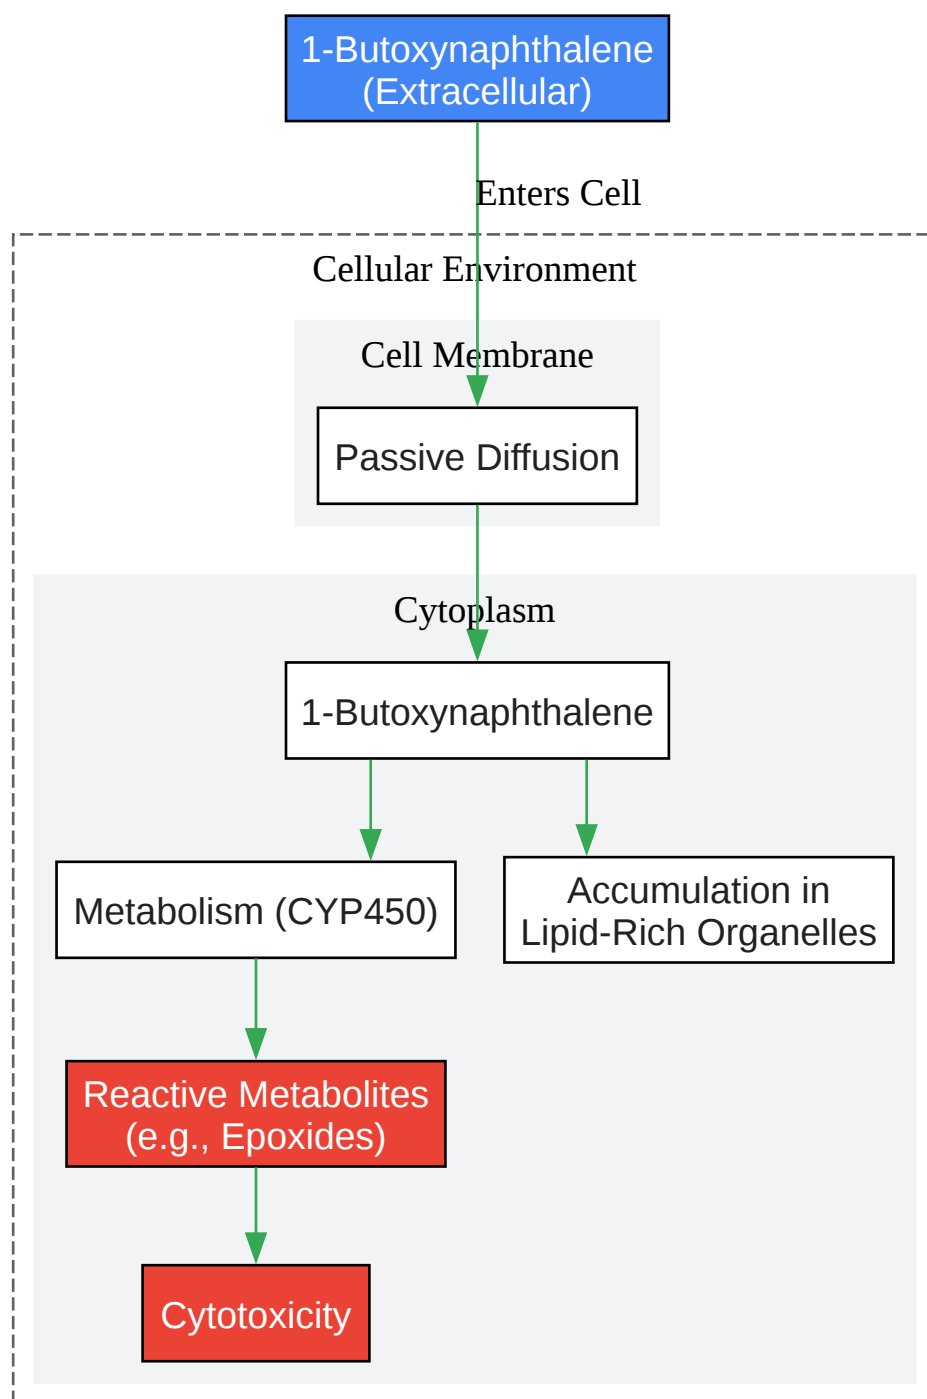 1-Butoxynaphthalene
(Extracellular)
Enters Cell
Cellular Environment
Cell Membrane
Passive Diffusion
Cytoplasm
1-Butoxynaphthalene
Metabolism (CYP450)
Accumulation in
Lipid-Rich Organelles
Reactive Metabolites
(e.g., Epoxides)
Cytotoxicity